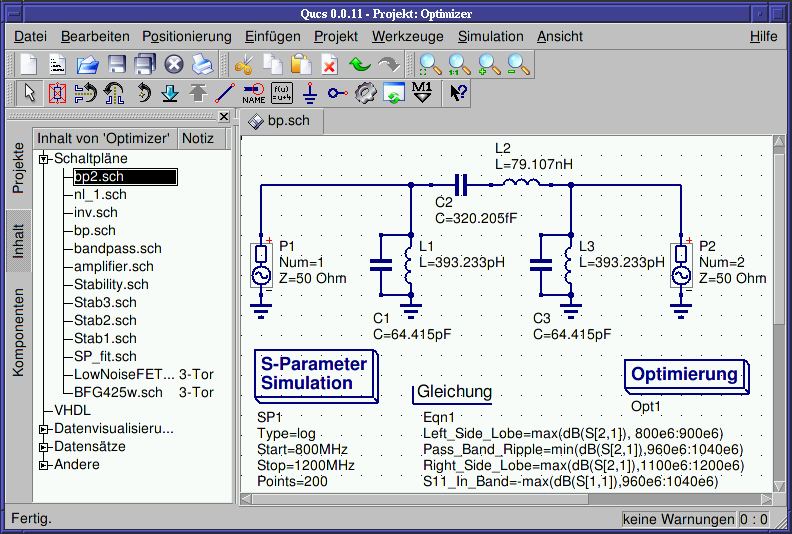 Qucs 0.0.11 - Projekt: Optimizer
Datei Bearbeiten Positionierung Einfügen Projekt Werkzeuge Simulation Ansicht Hilfe
1:1
NAME
f(ω)
u+4
M1
?
bp.sch
Projekte
Inhalt
Komponenten
Inhalt von 'Optimizer' Notiz
Schaltpläne
bp2.sch
nl_1.sch
inv.sch
bp.sch
bandpass.sch
amplifier.sch
Stability.sch
Stab3.sch
Stab2.sch
Stab1.sch
SP_fit.sch
LowNoiseFET... 3-Tor
BFG425w.sch 3-Tor
VHDL
Datenvisualisieru...
Datensätze
Andere
L2
L=79.107nH
C2
C=320.205fF
P1
Num=1
Z=50 Ohm
L1
L=393.233pH
L3
L=393.233pH
P2
Num=2
Z=50 Ohm
C1
C=64.415pF
C3
C=64.415pF
S-Parameter
Simulation
SP1
Type=log
Start=800MHz
Stop=1200MHz
Points=200
Gleichung
Eqn1
Left_Side_Lobe=max(dB(S[2,1]), 800e6:900e6)
Pass_Band_Ripple=min(dB(S[2,1]),960e6:1040e6)
Right_Side_Lobe=max(dB(S[2,1]),1100e6:1200e6)
S11_In_Band=-max(dB(S[1,1]),960e6:1040e6)
Optimierung
Opt1
Fertig.
keine Warnungen 0 : 0